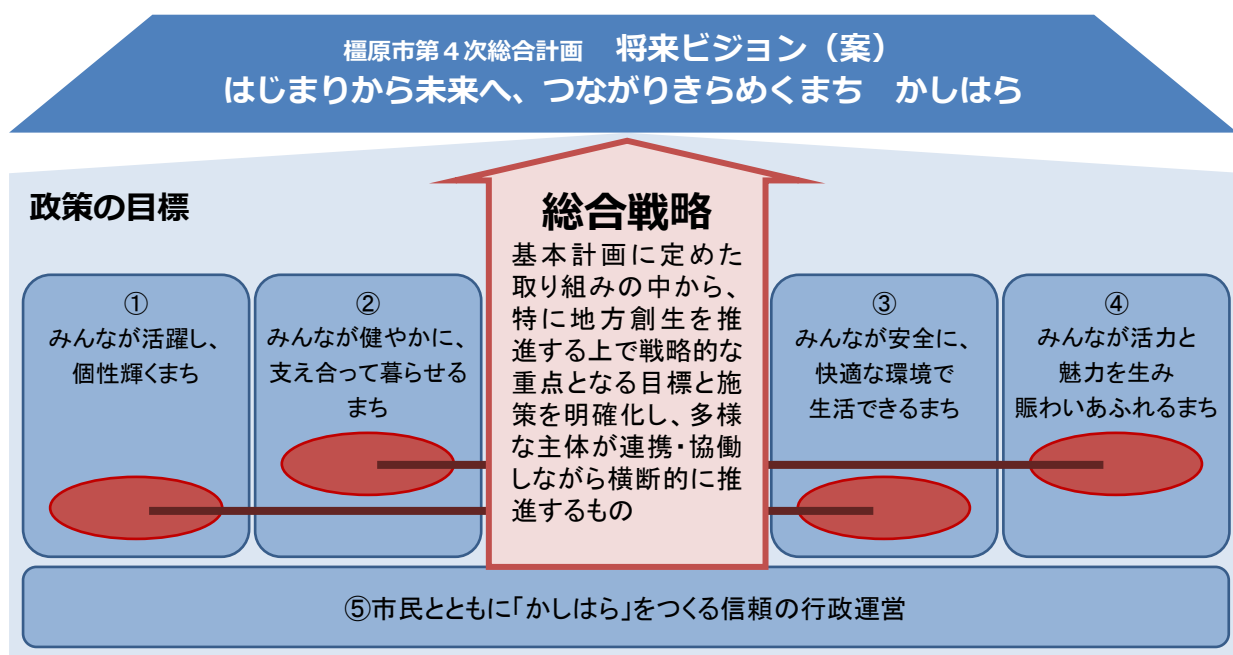 橿原市第４次総合計画　将来ビジョン（案）
はじまりから未来へ、つながりきらめくまち　かしはら
政策の目標
総合戦略
基本計画に定めた
取り組みの中から、
特に地方創生を推
進する上で戦略的な
重点となる目標と施
策を明確化し、多様
な主体が連携・協働
しながら横断的に推
進するもの
①
みんなが活躍し、
個性輝くまち
②
みんなが健やかに、
支え合って暮らせる
まち
③
みんなが安全に、
快適な環境で
生活できるまち
④
みんなが活力と
魅力を生み
賑わいあふれるまち
⑤市民とともに「かしはら」をつくる信頼の行政運営